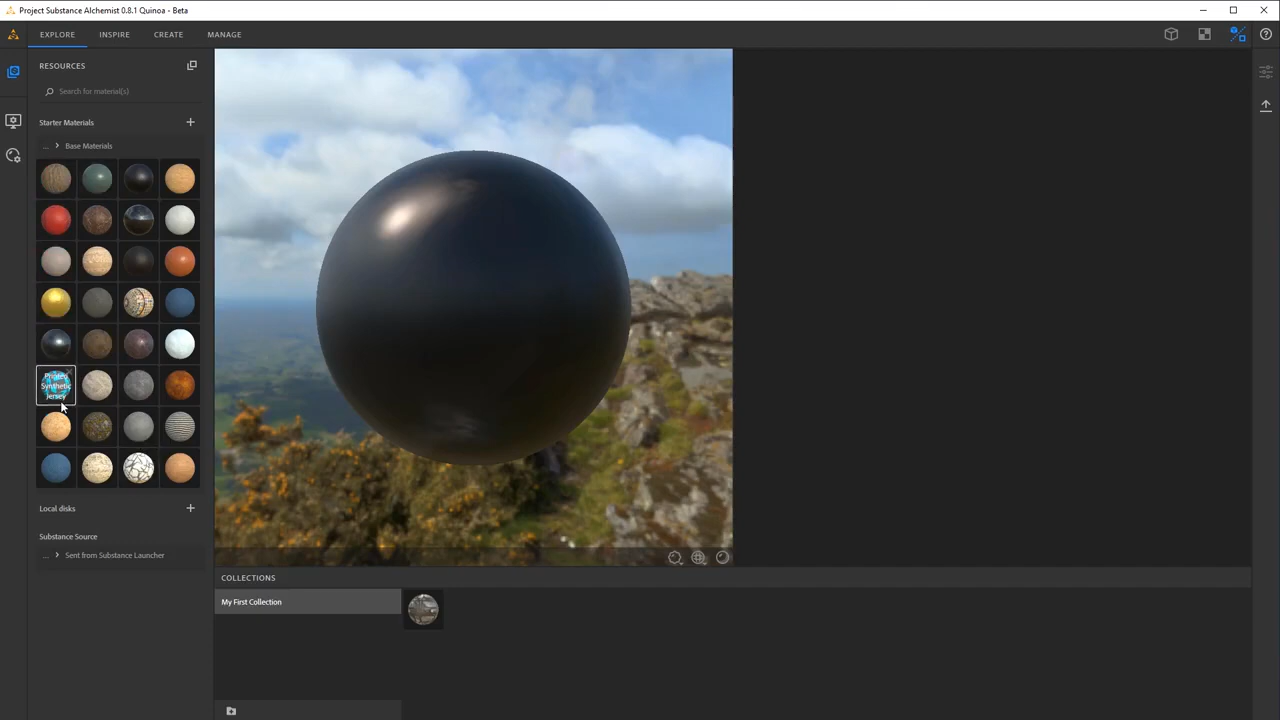 Project Substance Alchemist 0.8.1 Quinoa - Beta
EXPLORE INSPIRE CREATE MANAGE
RESOURCES
Search for material(s)
Starter Materials
... Base Materials
Printed
Synthetic
Jersey
Local disks
Substance Source
... Sent from Substance Launcher
COLLECTIONS
My First Collection